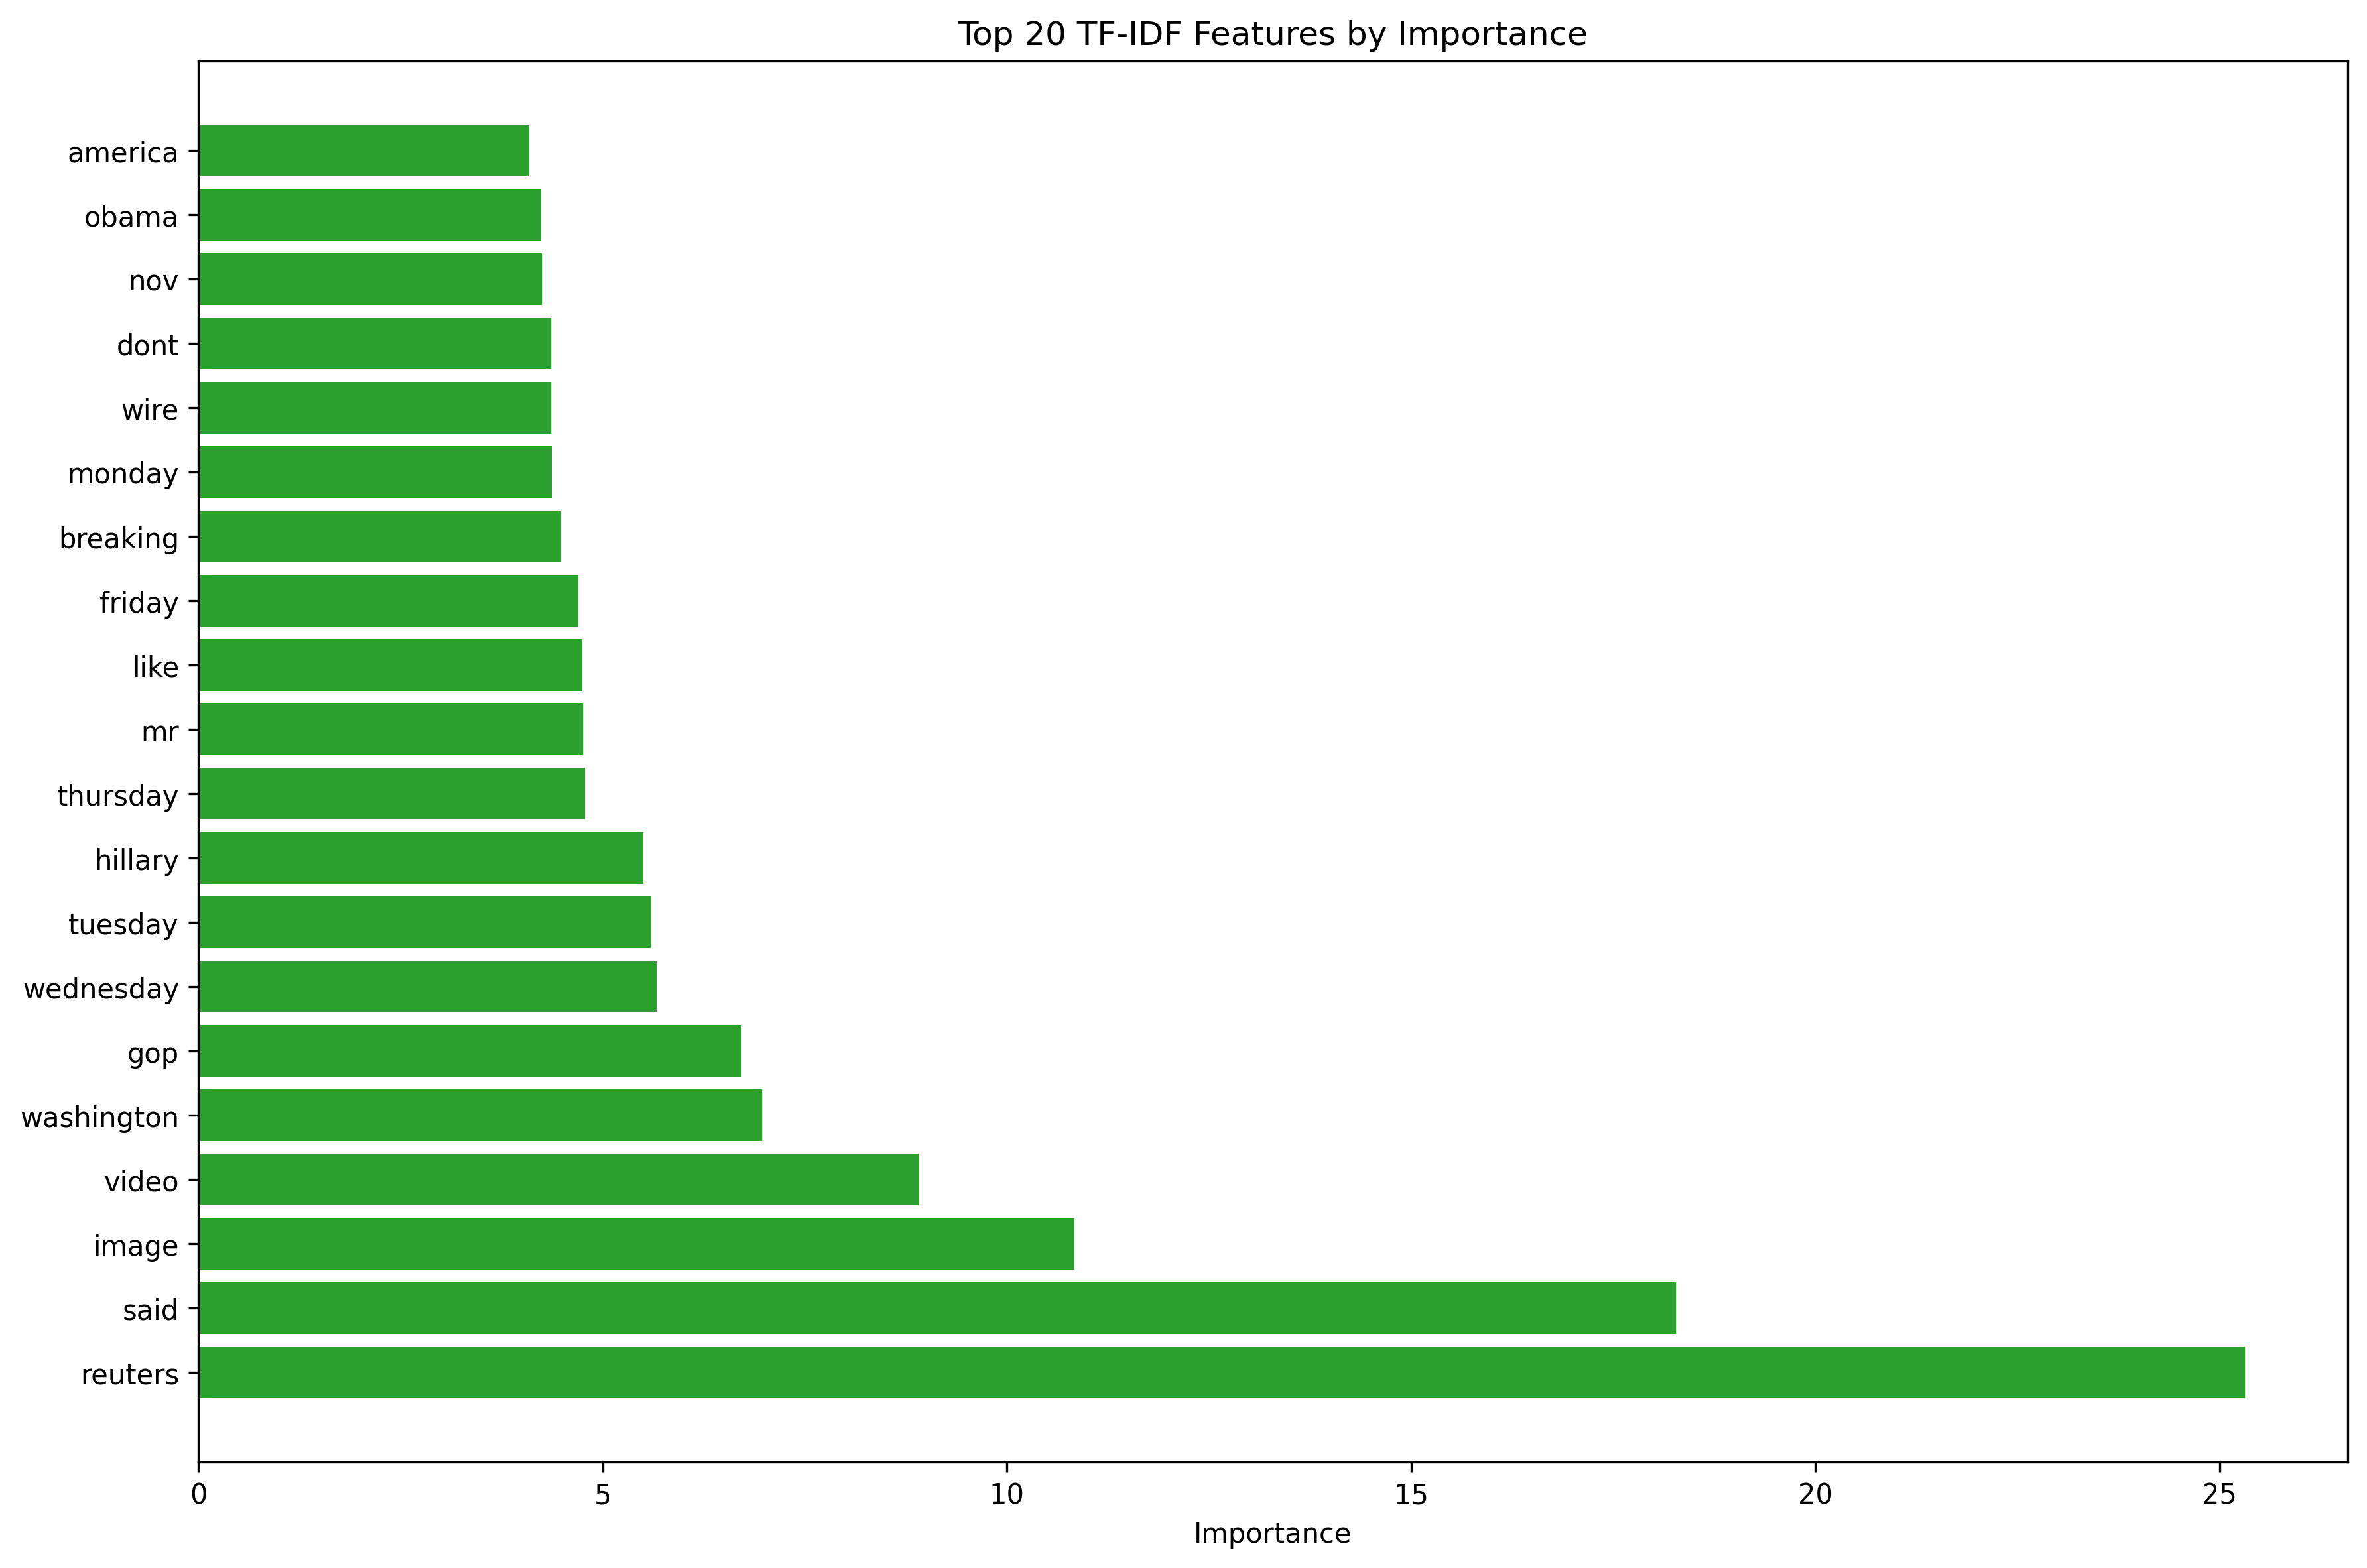 Top 20 TF-IDF Features by Importance
america
obama
nov
dont
wire
monday
breaking
friday
like
mr
thursday
hillary
tuesday
wednesday
gop
washington
video
image
said
reuters
0 5 10 15 20 25
Importance